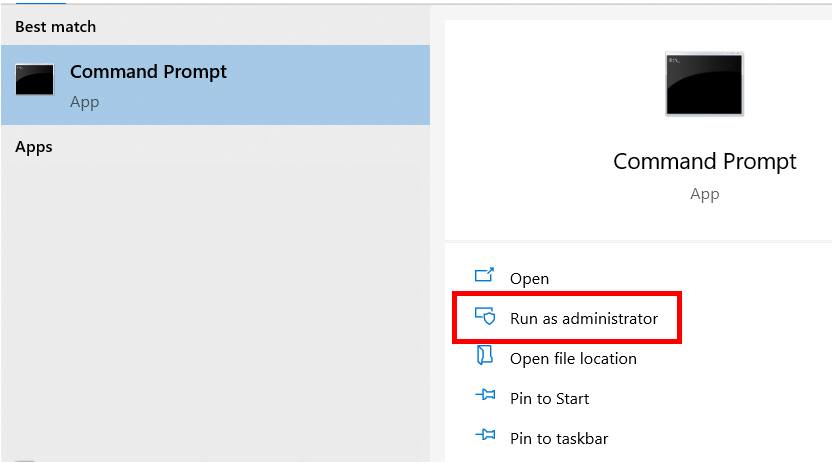 Best match
Command Prompt
App
Apps
Command Prompt
App
Open
Run as administrator
Open file location
Pin to Start
Pin to taskbar